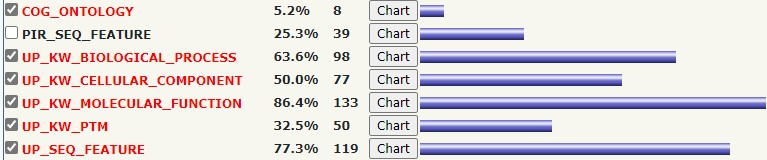 COG_ONTOLOGY 5.2% 8 Chart
PIR_SEQ_FEATURE 25.3% 39 Chart
UP_KW_BIOLOGICAL_PROCESS 63.6% 98 Chart
UP_KW_CELLULAR_COMPONENT 50.0% 77 Chart
UP_KW_MOLECULAR_FUNCTION 86.4% 133 Chart
UP_KW_PTM 32.5% 50 Chart
UP_SEQ_FEATURE 77.3% 119 Chart